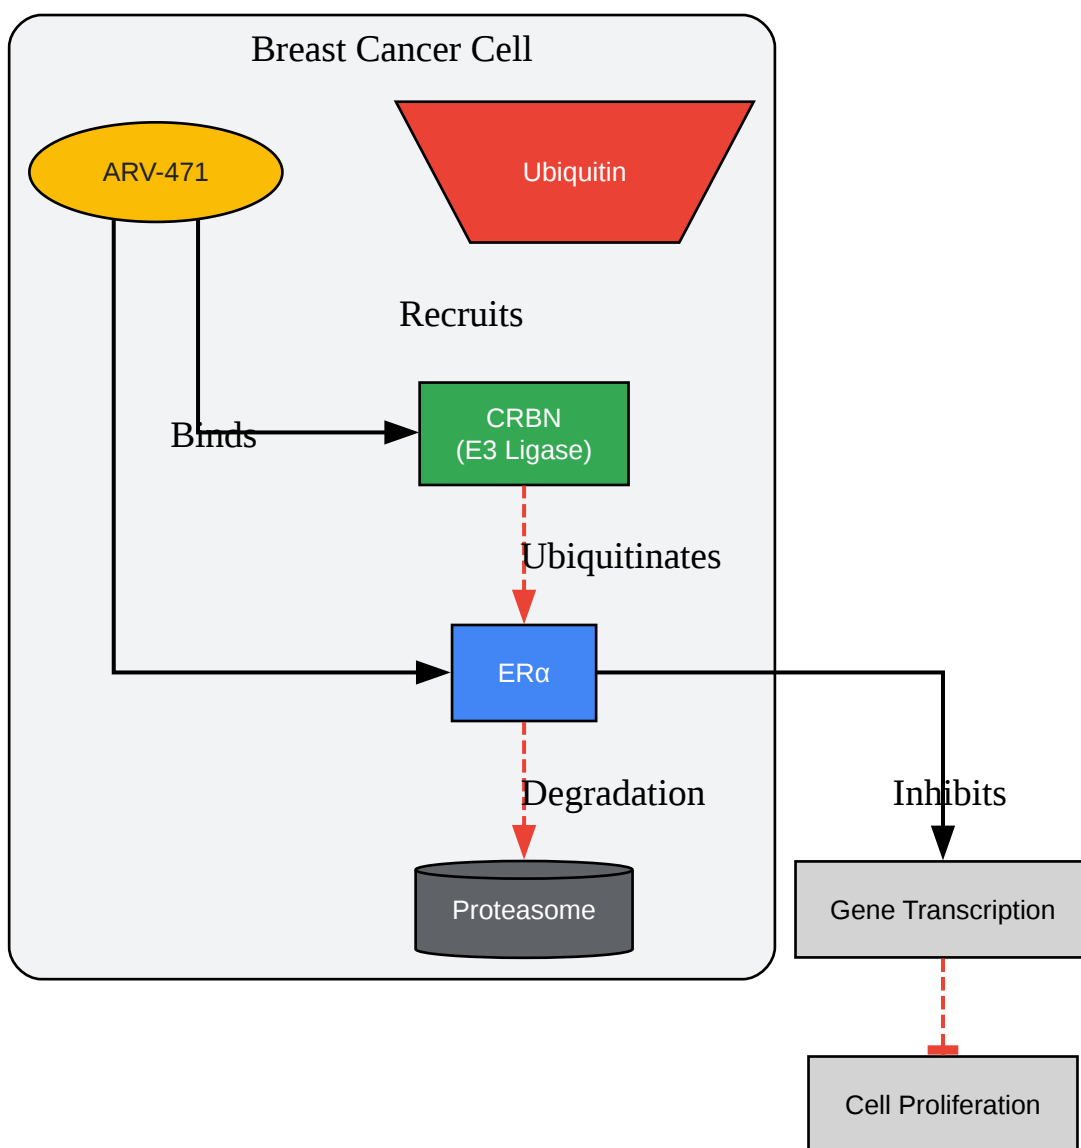 Breast Cancer Cell
ARV-471
Ubiquitin
Recruits
CRBN
(E3 Ligase)
Binds
Ubiquitinates
ERα
Degradation
Inhibits
Proteasome
Gene Transcription
Cell Proliferation